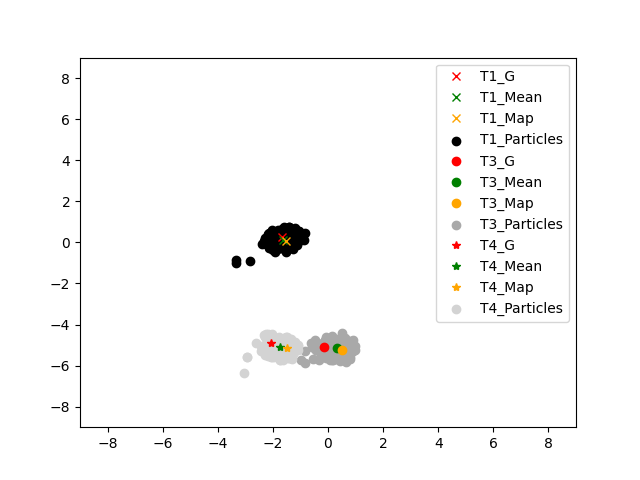 8
6
4
2
0
−2
−4
−6
−8
−8 −6 −4 −2 0 2 4 6 8
T1_G
T1_Mean
T1_Map
T1_Particles
T3_G
T3_Mean
T3_Map
T3_Particles
T4_G
T4_Mean
T4_Map
T4_Particles